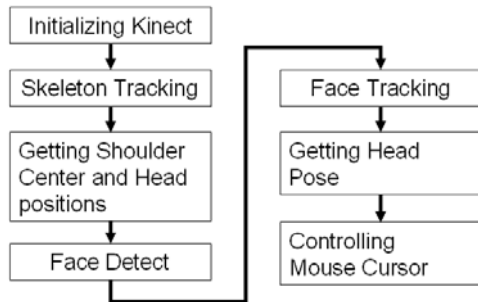 Initializing Kinect
Skeleton Tracking
Getting Shoulder
Center and Head
positions
Face Detect
Face Tracking
Getting Head
Pose
Controlling
Mouse Cursor